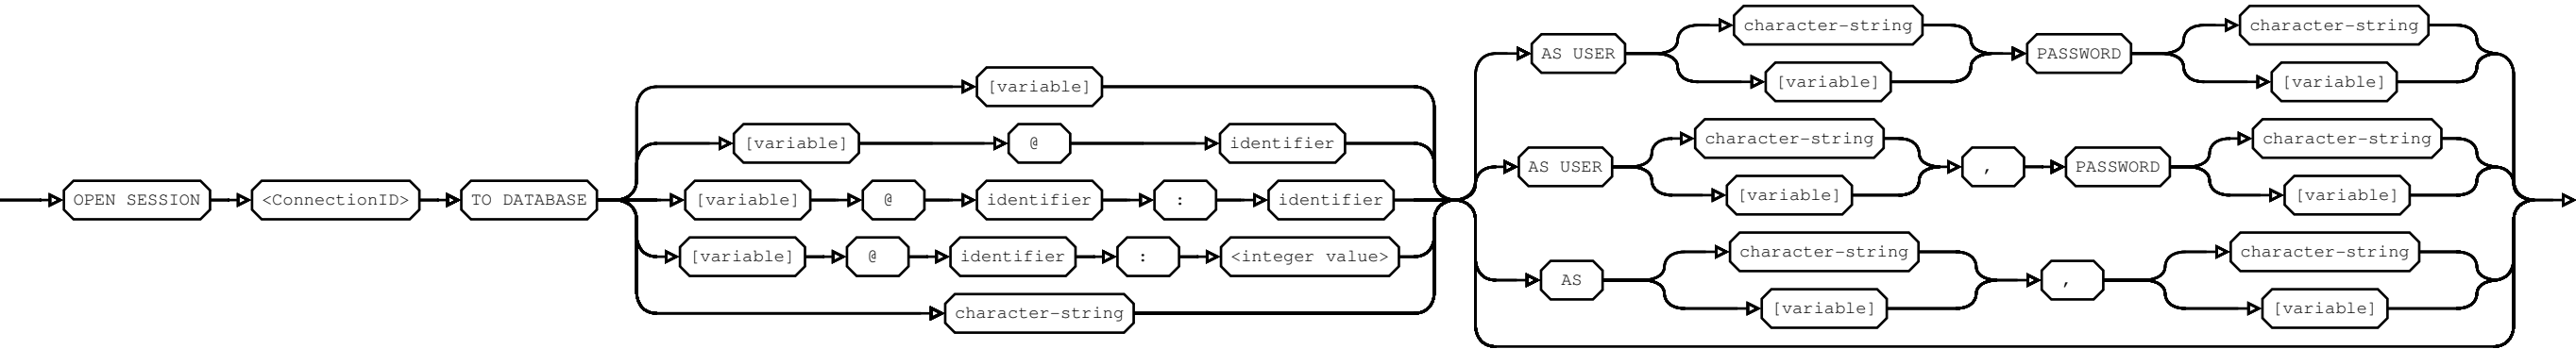 OPEN SESSION <ConnectionID> TO DATABASE
[variable]
[variable] @ identifier
[variable] @ identifier : identifier
[variable] @ identifier : <integer value>
character-string
AS USER character-string [variable] PASSWORD character-string [variable]
AS USER character-string [variable] , PASSWORD character-string [variable]
AS character-string [variable] , character-string [variable]